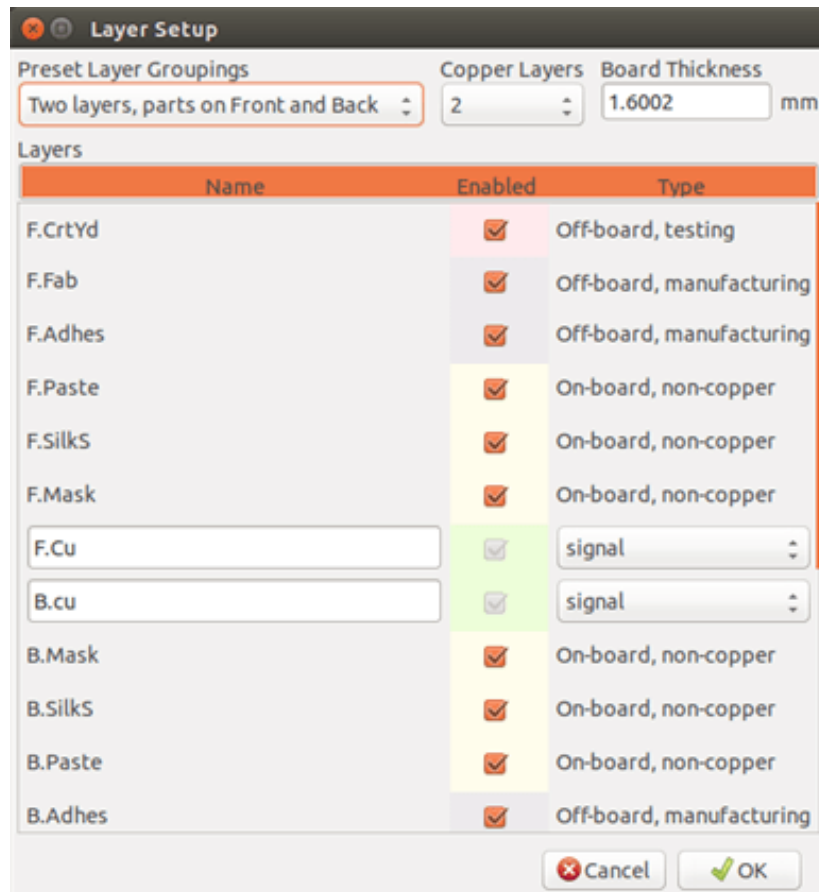 Layer Setup
Preset Layer Groupings Copper Layers Board Thickness
Two layers, parts on Front and Back 2 1.6002 mm
Layers
Name Enabled Type
F.CrtYd Off-board, testing
F.Fab Off-board, manufacturing
F.Adhes Off-board, manufacturing
F.Paste On-board, non-copper
F.SilkS On-board, non-copper
F.Mask On-board, non-copper
F.Cu signal
B.cu signal
B.Mask On-board, non-copper
B.SilkS On-board, non-copper
B.Paste On-board, non-copper
B.Adhes Off-board, manufacturing
Cancel OK